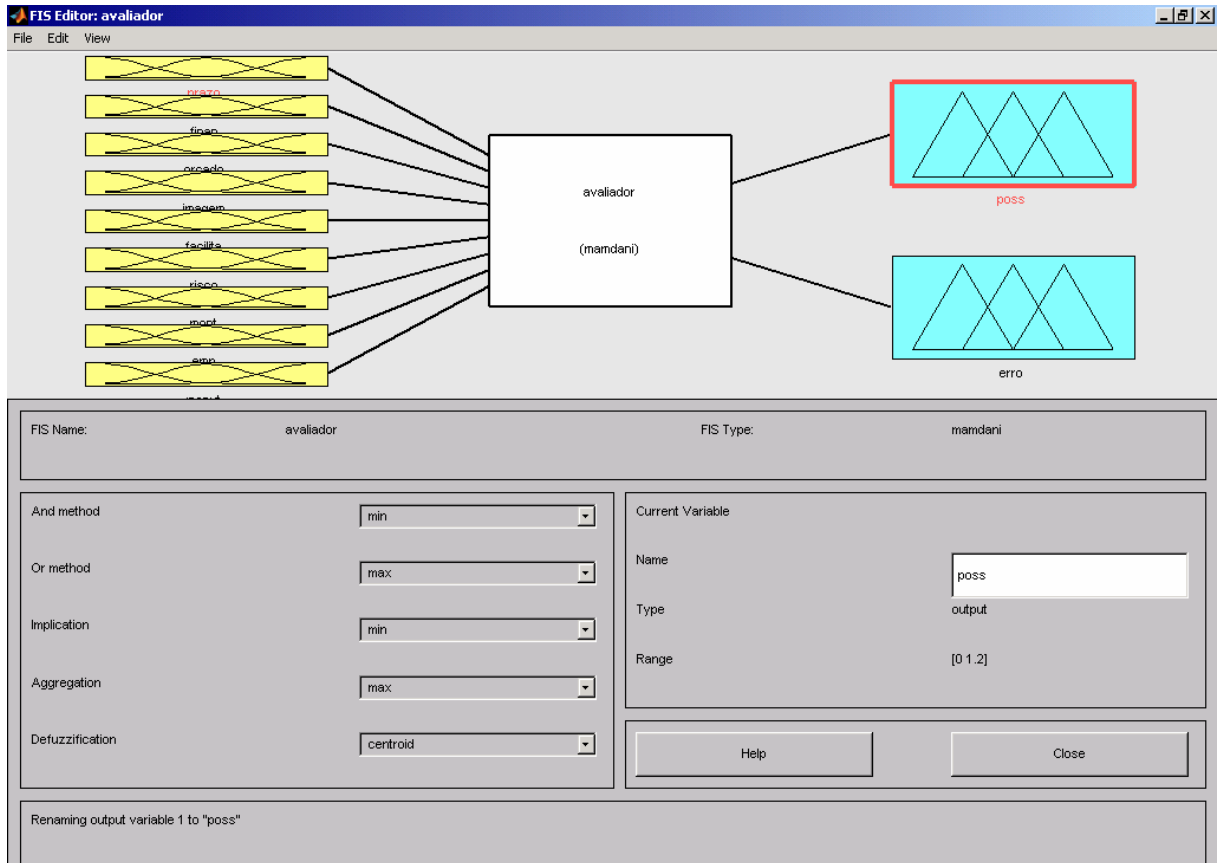 FIS Editor: avaliador
File Edit View
prazo
finan
orcado
imagem
facilita
risco
mont
emp
avaliador
(mamdani)
poss
erro
FIS Name: avaliador FIS Type: mamdani
And method min
Or method max
Implication min
Aggregation max
Defuzzification centroid
Current Variable
Name poss
Type output
Range [0 1.2]
Help Close
Renaming output variable 1 to "poss"